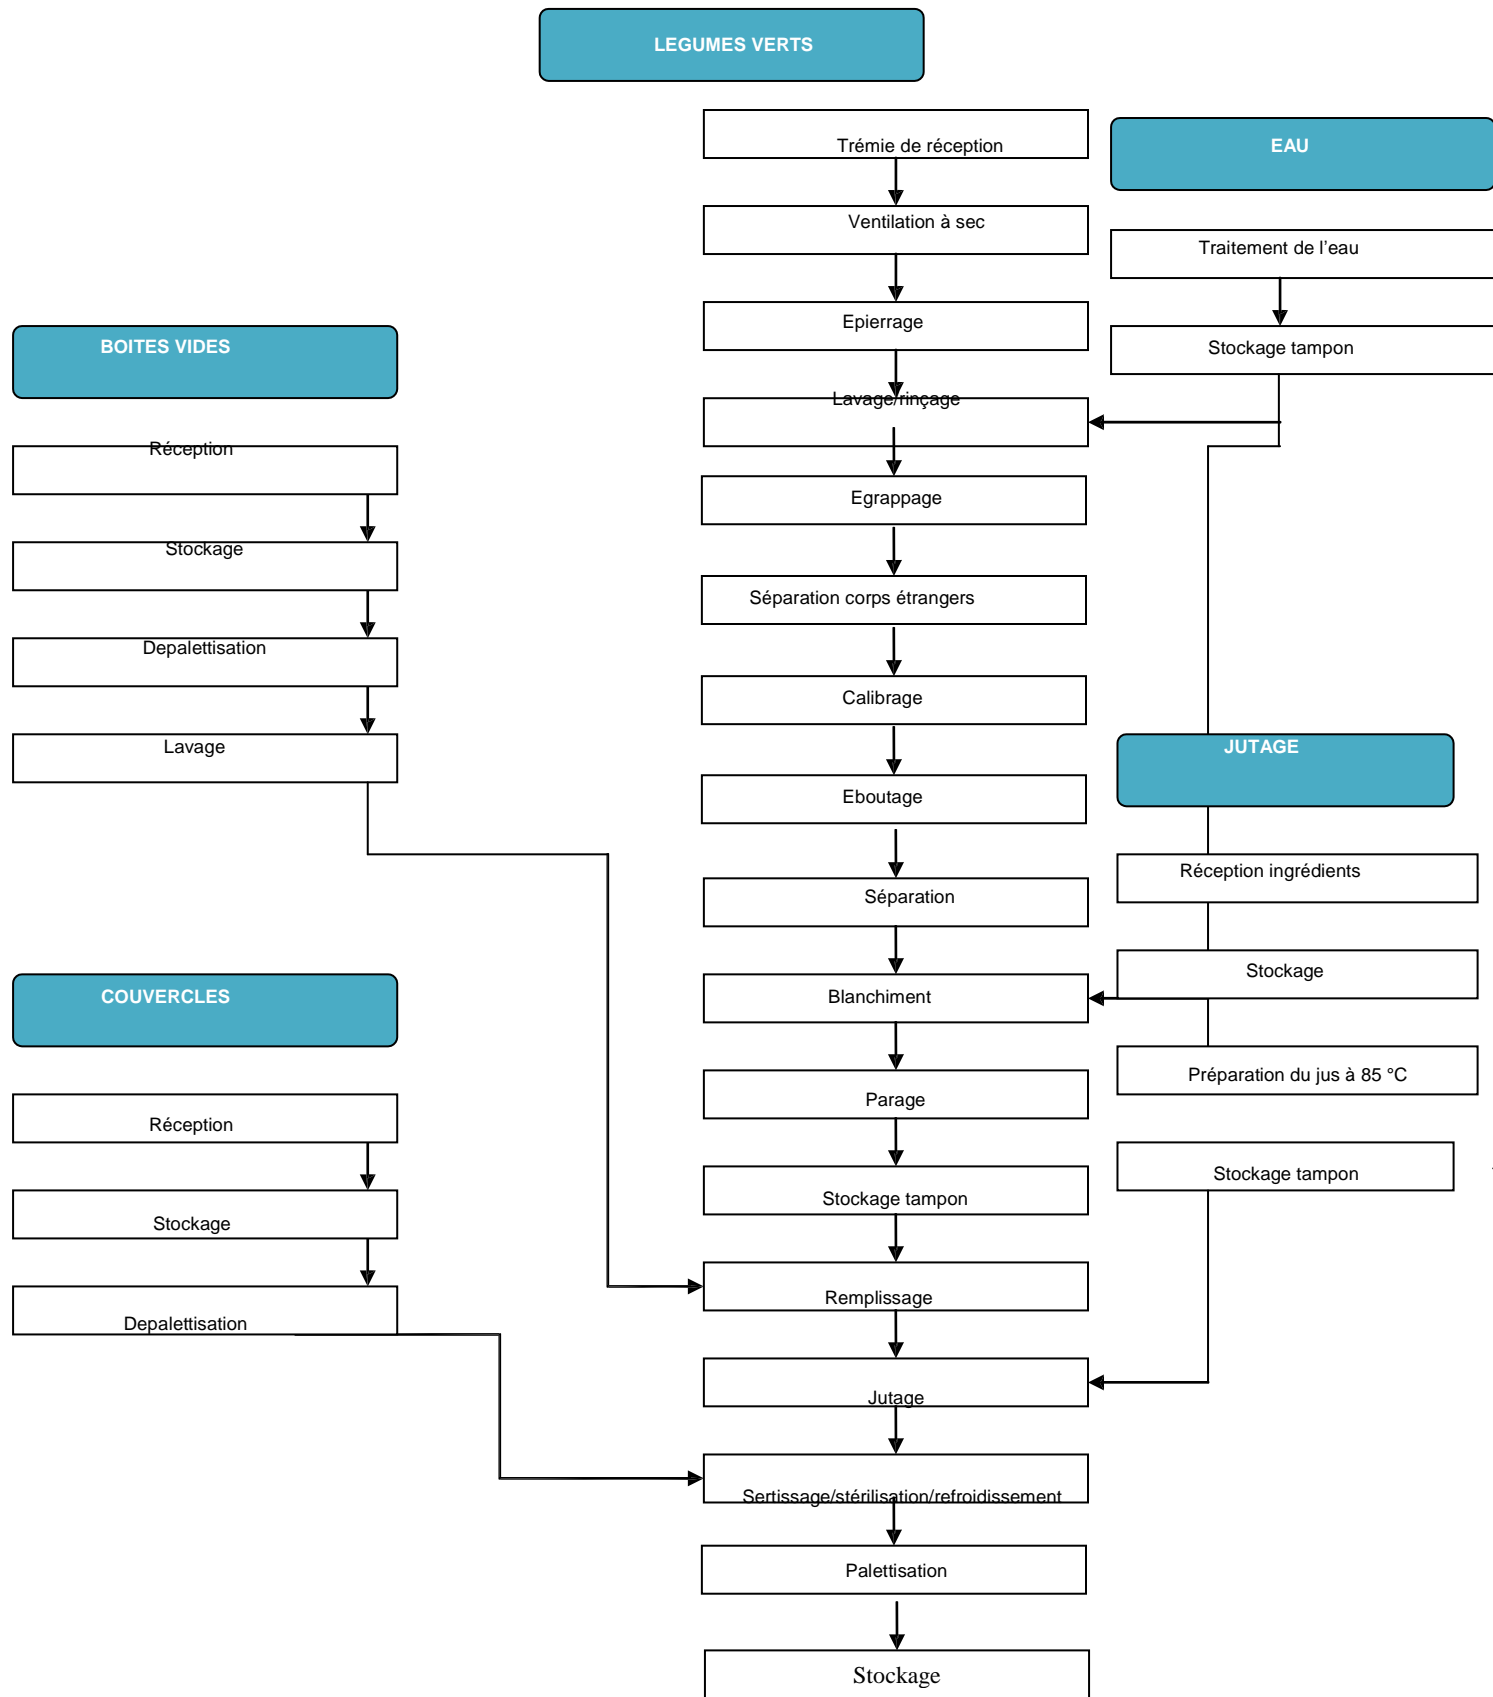 LEGUMES VERTS
Trémie de réception
Ventilation à sec
Epierrage
Lavage/rinçage
Egrappage
Séparation corps étrangers
Calibrage
Eboutage
Séparation
Blanchiment
Parage
Stockage tampon
Remplissage
Jutage
Sertissage/stérilisation/refroidissement
Palettisation
Stockage
EAU
Traitement de l’eau
Stockage tampon
BOITES VIDES
Réception
Stockage
Depalettisation
Lavage
JUTAGE
Réception ingrédients
Stockage
Préparation du jus à 85 °C
Stockage tampon
COUVERCLES
Réception
Stockage
Depalettisation